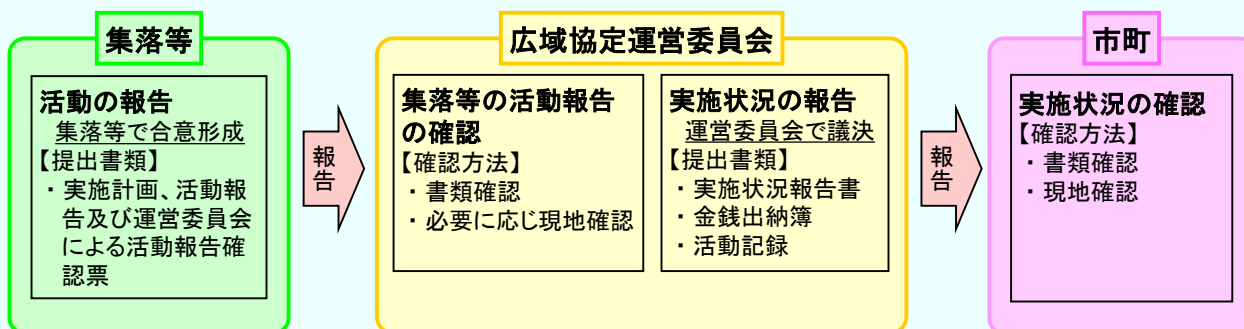 集落等
活動の報告
集落等で合意形成
【提出書類】
・ 実施計画、活動報
告及び運営委員会
による活動報告確
認票
報告
広域協定運営委員会
集落等の活動報告
の確認
【確認方法】
・ 書類確認
・ 必要に応じ現地確認
実施状況の報告
運営委員会で議決
【提出書類】
・ 実施状況報告書
・ 金銭出納簿
・ 活動記録
報告
市町
実施状況の確認
【確認方法】
・ 書類確認
・ 現地確認